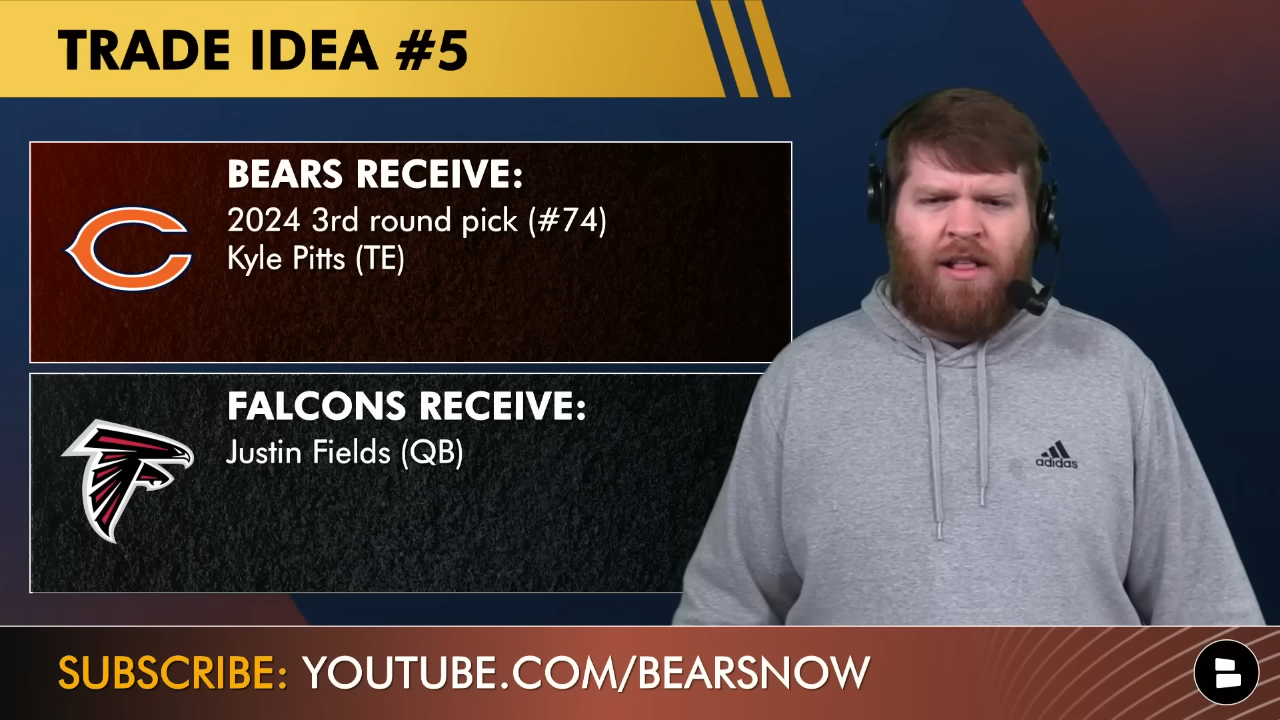 TRADE IDEA #5
BEARS RECEIVE:
2024 3rd round pick (#74)
Kyle Pitts (TE)
FALCONS RECEIVE:
Justin Fields (QB)
adidas
SUBSCRIBE: YOUTUBE.COM/BEARSNOW